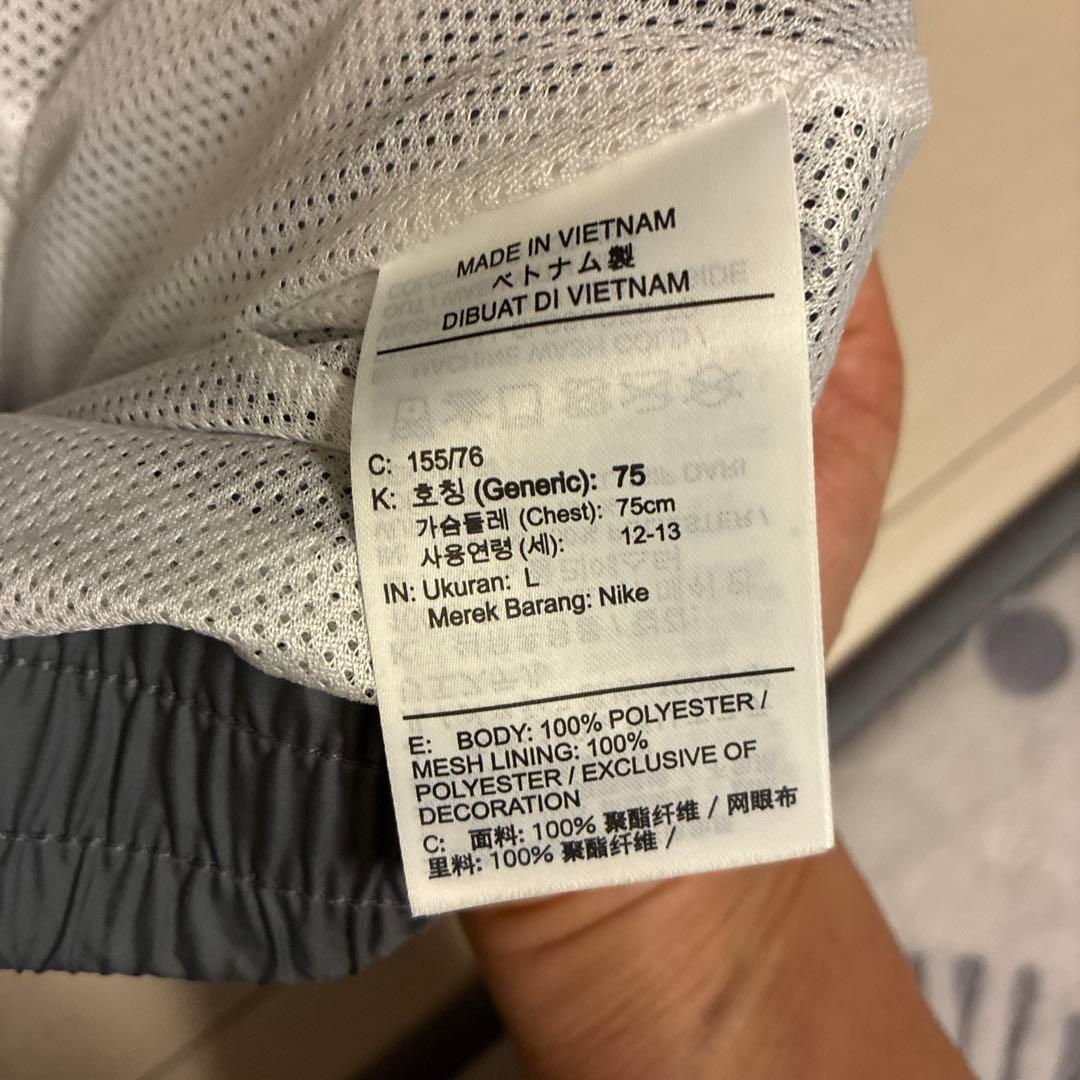 MADE IN VIETNAM
ベトナム製
DIBUAT DI VIETNAM
C: 155/76
K: 호칭 (Generic): 75
가슴둘레 (Chest): 75cm
사용연령 (세): 12-13
IN: Ukuran: L
Merek Barang: Nike
E: BODY: 100% POLYESTER /
MESH LINING: 100%
POLYESTER / EXCLUSIVE OF
DECORATION
C: 面料: 100% 聚酯纤维 / 网眼布
里料: 100% 聚酯纤维 /